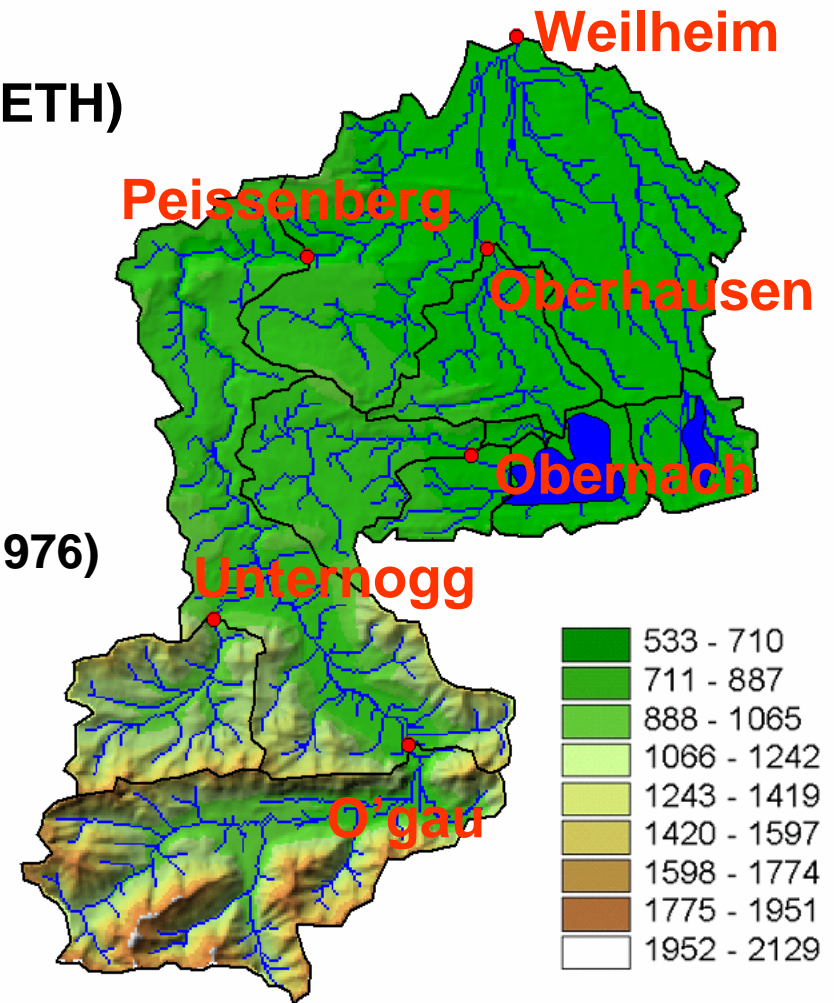 Weilheim
ETH)
Peissenberg
Oberhausen
Obernach
976)
Unternogg
O'gau
533 - 710
711 - 887
888 - 1065
1066 - 1242
1243 - 1419
1420 - 1597
1598 - 1774
1775 - 1951
1952 - 2129